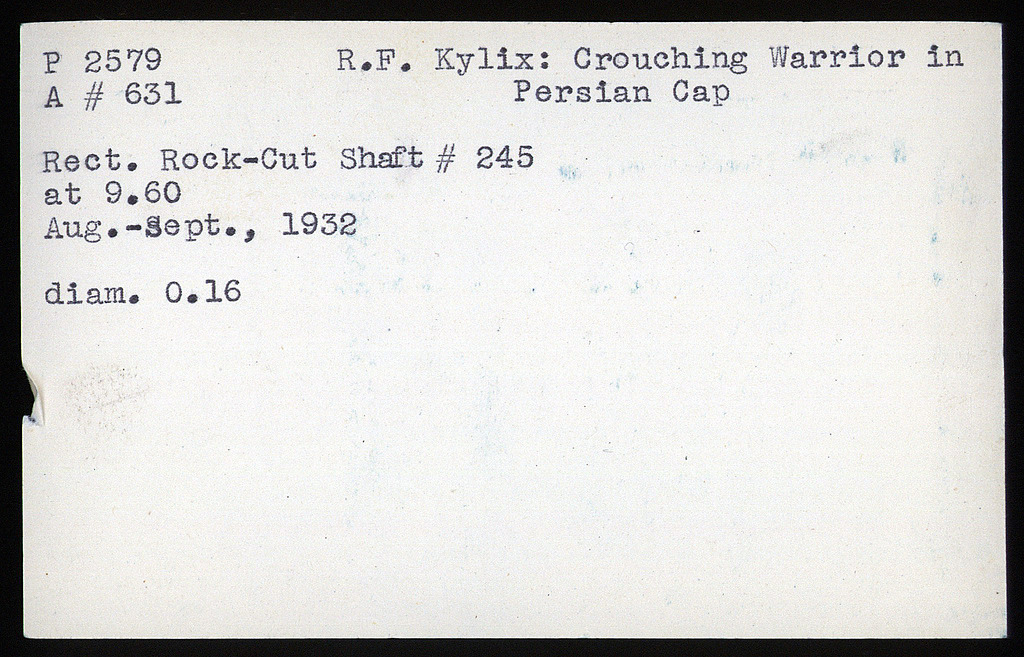 P 2579 R.F. Kylix: Crouching Warrior in
A # 631 Persian Cap
Rect. Rock-Cut Shaft # 245
at 9.60
Aug.-Sept., 1932
diam. 0.16